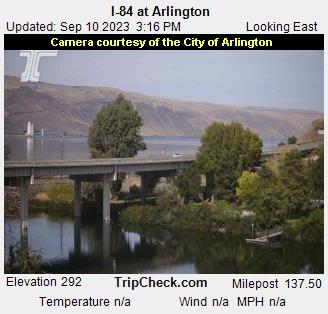 I-84 at Arlington
Updated: Sep 10 2023 3:16 PM Looking East
Camera courtesy of the City of Arlington
Elevation 292 TripCheck.com Milepost 137.50
Temperature n/a Wind n/a MPH n/a